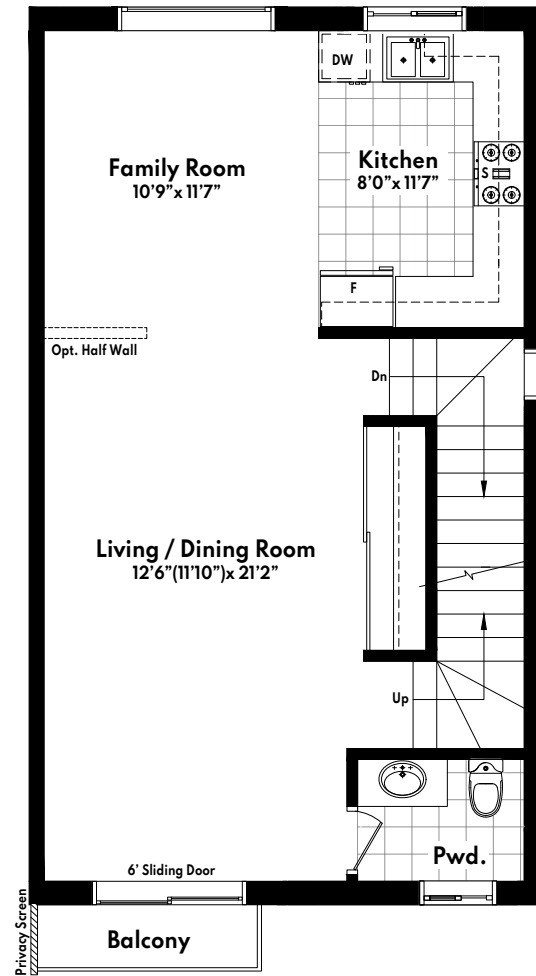 DW
Family Room
10’9”x 11’7”
Kitchen
8’0”x 11’7”
S
F
Opt. Half Wall
Dn
Living / Dining Room
12’6”(11’10”)x 21’2”
Up
Pwd.
6’ Sliding Door
Privacy Screen
Balcony